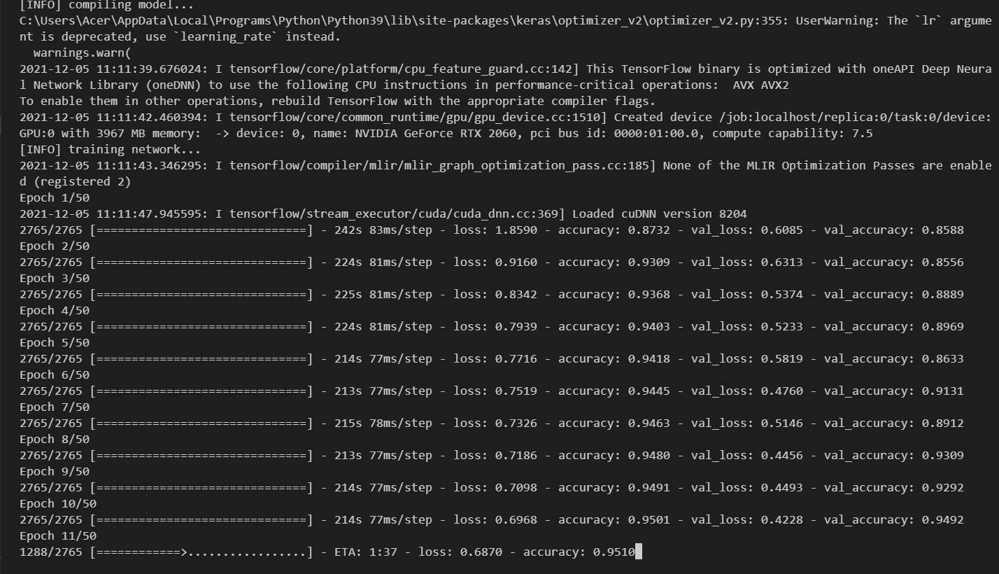 [INFO] compiling model...
C:\Users\Acer\AppData\Local\Programs\Python\Python39\lib\site-packages\keras\optimizer_v2\optimizer_v2.py:355: UserWarning: The `lr` argume
nt is deprecated, use `learning_rate` instead.
  warnings.warn(
2021-12-05 11:11:39.676024: I tensorflow/core/platform/cpu_feature_guard.cc:142] This TensorFlow binary is optimized with oneAPI Deep Neura
l Network Library (oneDNN) to use the following CPU instructions in performance-critical operations:  AVX AVX2
To enable them in other operations, rebuild TensorFlow with the appropriate compiler flags.
2021-12-05 11:11:42.460394: I tensorflow/core/common_runtime/gpu/gpu_device.cc:1510] Created device /job:localhost/replica:0/task:0/device:
GPU:0 with 3967 MB memory:  -> device: 0, name: NVIDIA GeForce RTX 2060, pci bus id: 0000:01:00.0, compute capability: 7.5
[INFO] training network...
2021-12-05 11:11:43.346295: I tensorflow/compiler/mlir/mlir_graph_optimization_pass.cc:185] None of the MLIR Optimization Passes are enable
d (registered 2)
Epoch 1/50
2021-12-05 11:11:47.945595: I tensorflow/stream_executor/cuda/cuda_dnn.cc:369] Loaded cuDNN version 8204
2765/2765 [==============================] - 242s 83ms/step - loss: 1.8590 - accuracy: 0.8732 - val_loss: 0.6085 - val_accuracy: 0.8588
Epoch 2/50
2765/2765 [==============================] - 224s 81ms/step - loss: 0.9160 - accuracy: 0.9309 - val_loss: 0.6313 - val_accuracy: 0.8556
Epoch 3/50
2765/2765 [==============================] - 225s 81ms/step - loss: 0.8342 - accuracy: 0.9368 - val_loss: 0.5374 - val_accuracy: 0.8889
Epoch 4/50
2765/2765 [==============================] - 224s 81ms/step - loss: 0.7939 - accuracy: 0.9403 - val_loss: 0.5233 - val_accuracy: 0.8969
Epoch 5/50
2765/2765 [==============================] - 214s 77ms/step - loss: 0.7716 - accuracy: 0.9418 - val_loss: 0.5819 - val_accuracy: 0.8633
Epoch 6/50
2765/2765 [==============================] - 213s 77ms/step - loss: 0.7519 - accuracy: 0.9445 - val_loss: 0.4760 - val_accuracy: 0.9131
Epoch 7/50
2765/2765 [==============================] - 215s 78ms/step - loss: 0.7326 - accuracy: 0.9463 - val_loss: 0.5146 - val_accuracy: 0.8912
Epoch 8/50
2765/2765 [==============================] - 213s 77ms/step - loss: 0.7186 - accuracy: 0.9480 - val_loss: 0.4456 - val_accuracy: 0.9309
Epoch 9/50
2765/2765 [==============================] - 214s 77ms/step - loss: 0.7098 - accuracy: 0.9491 - val_loss: 0.4493 - val_accuracy: 0.9292
Epoch 10/50
2765/2765 [==============================] - 214s 77ms/step - loss: 0.6968 - accuracy: 0.9501 - val_loss: 0.4228 - val_accuracy: 0.9492
Epoch 11/50
1288/2765 [============>.................] - ETA: 1:37 - loss: 0.6870 - accuracy: 0.9510